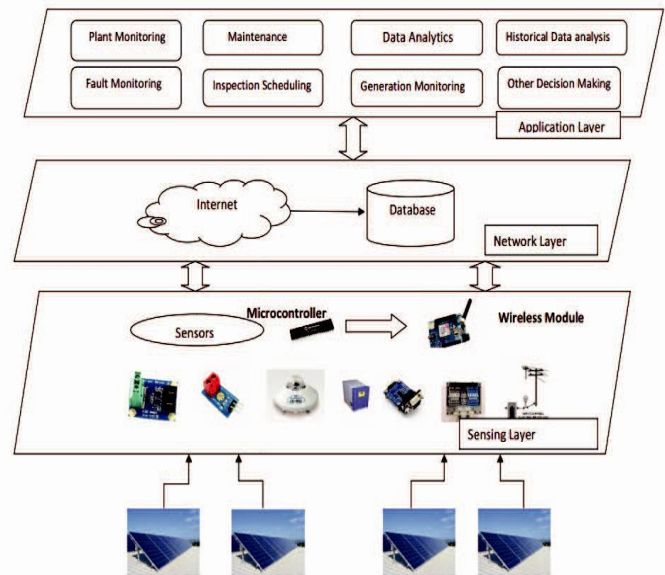 Plant Monitoring
Maintenance
Data Analytics
Historical Data analysis
Fault Monitoring
Inspection Scheduling
Generation Monitoring
Other Decision Making
Application Layer
Internet
Database
Network Layer
Microcontroller
Wireless Module
Sensors
Sensing Layer